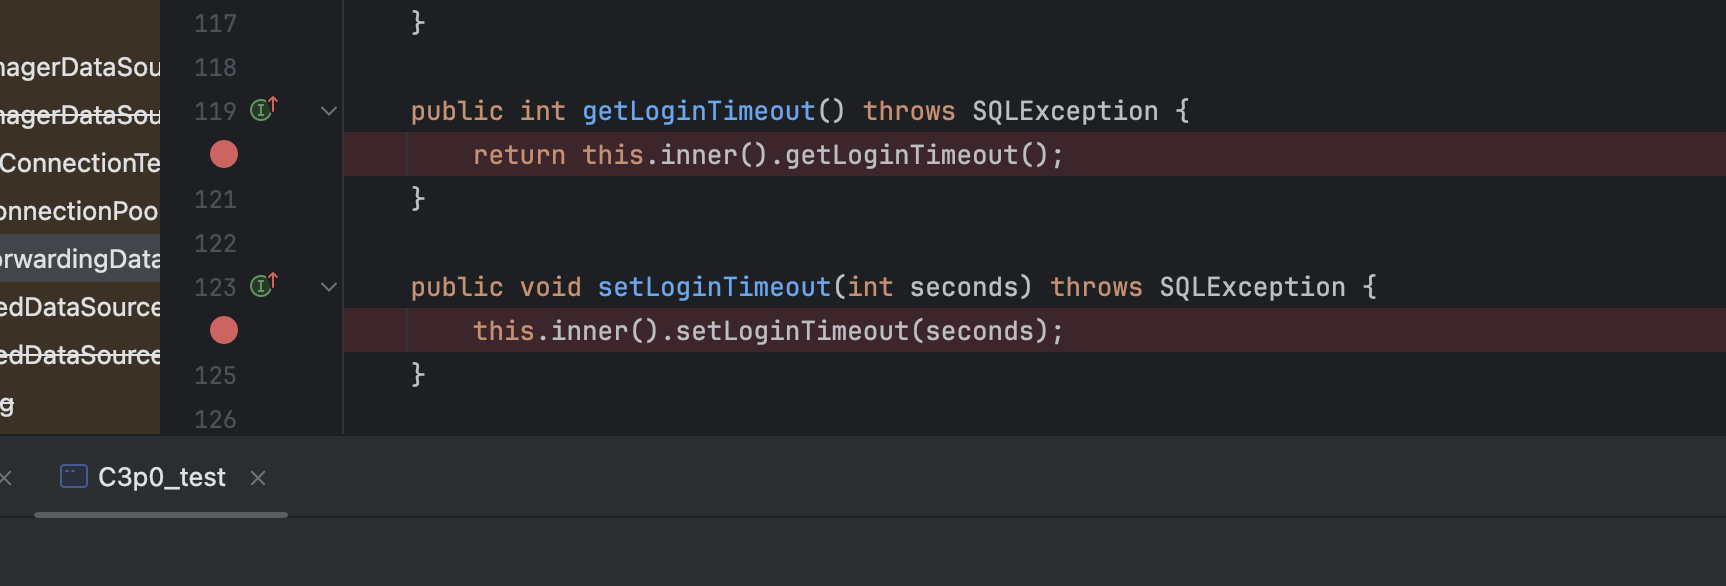 117 }
nagerDataSou
118
119 public int getLoginTimeout() throws SQLException {
nagerDataSou
return this.inner().getLoginTimeout();
ConnectionTe
121 }
onnectionPoo
122
orwardingData
123 public void setLoginTimeout(int seconds) throws SQLException {
edDataSource
this.inner().setLoginTimeout(seconds);
edDataSource
125 }
g
126
C3p0_test